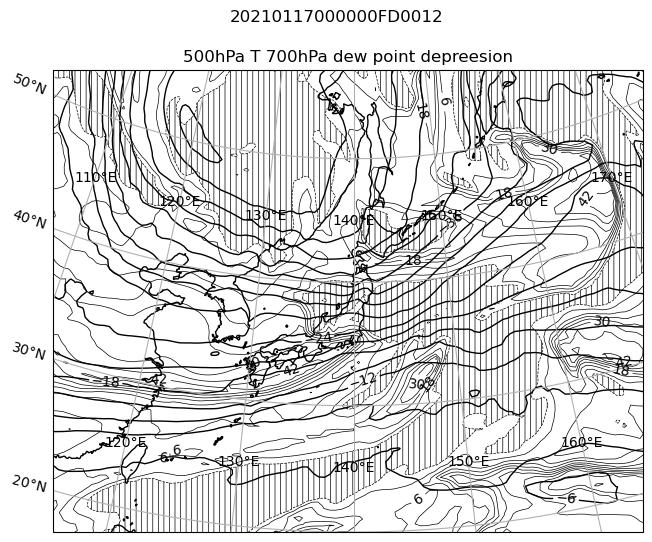 20210117000000FD0012
500hPa T 700hPa dew point depreesion
50°N
18
6
30
110°E
170°E
120°E
18
42
130°E
140°E
150°E
160°E
40°N
18
30
24
30°N
42
42
18
-18
-12
30
120°E
160°E
6
6
130°E
150°E
140°E
20°N
6
-6